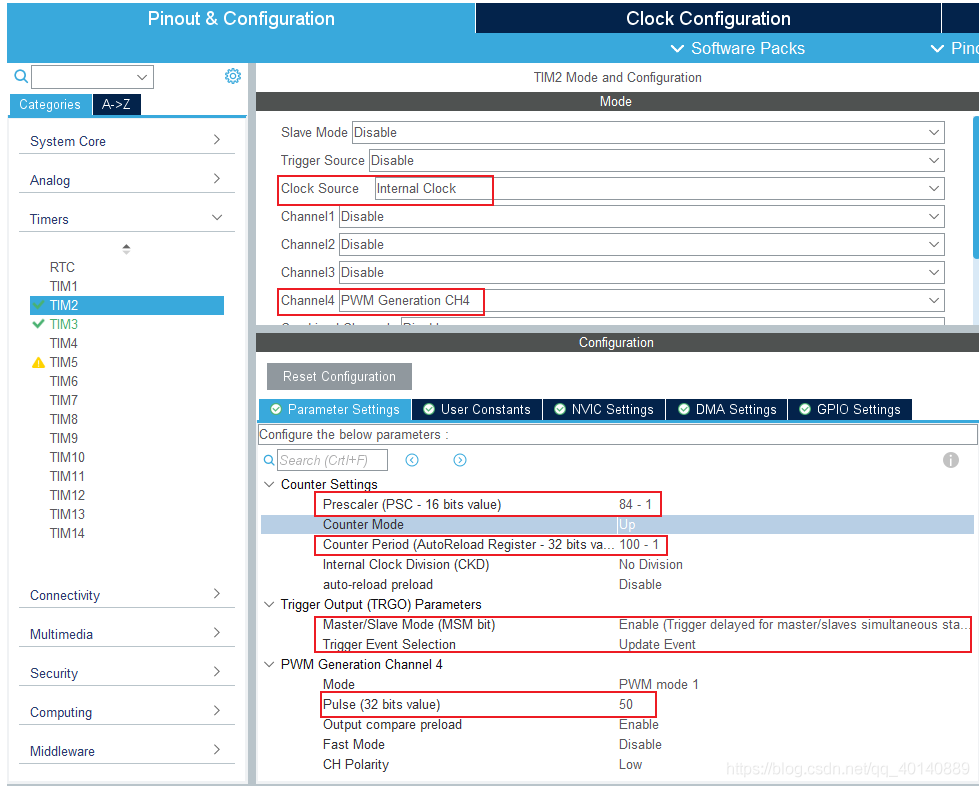 Pinout & Configuration
Clock Configuration
Software Packs
Pinc
TIM2 Mode and Configuration
Categories
A->Z
Mode
System Core
Analog
Timers
RTC
TIM1
TIM2
TIM3
TIM4
TIM5
TIM6
TIM7
TIM8
TIM9
TIM10
TIM11
TIM12
TIM13
TIM14
Connectivity
Multimedia
Security
Computing
Middleware
Slave Mode Disable
Trigger Source Disable
Clock Source Internal Clock
Channel1 Disable
Channel2 Disable
Channel3 Disable
Channel4 PWM Generation CH4
Configuration
Reset Configuration
Parameter Settings
User Constants
NVIC Settings
DMA Settings
GPIO Settings
Configure the below parameters :
Search (Crtl+F)
Counter Settings
Prescaler (PSC - 16 bits value) 84 - 1
Counter Mode Up
Counter Period (AutoReload Register - 32 bits va... 100 - 1
Internal Clock Division (CKD) No Division
auto-reload preload Disable
Trigger Output (TRGO) Parameters
Master/Slave Mode (MSM bit) Enable (Trigger delayed for master/slaves simultaneous sta...
Trigger Event Selection Update Event
PWM Generation Channel 4
Mode PWM mode 1
Pulse (32 bits value) 50
Output compare preload Enable
Fast Mode Disable
CH Polarity Low
https://blog.csdn.net/qq_40140889